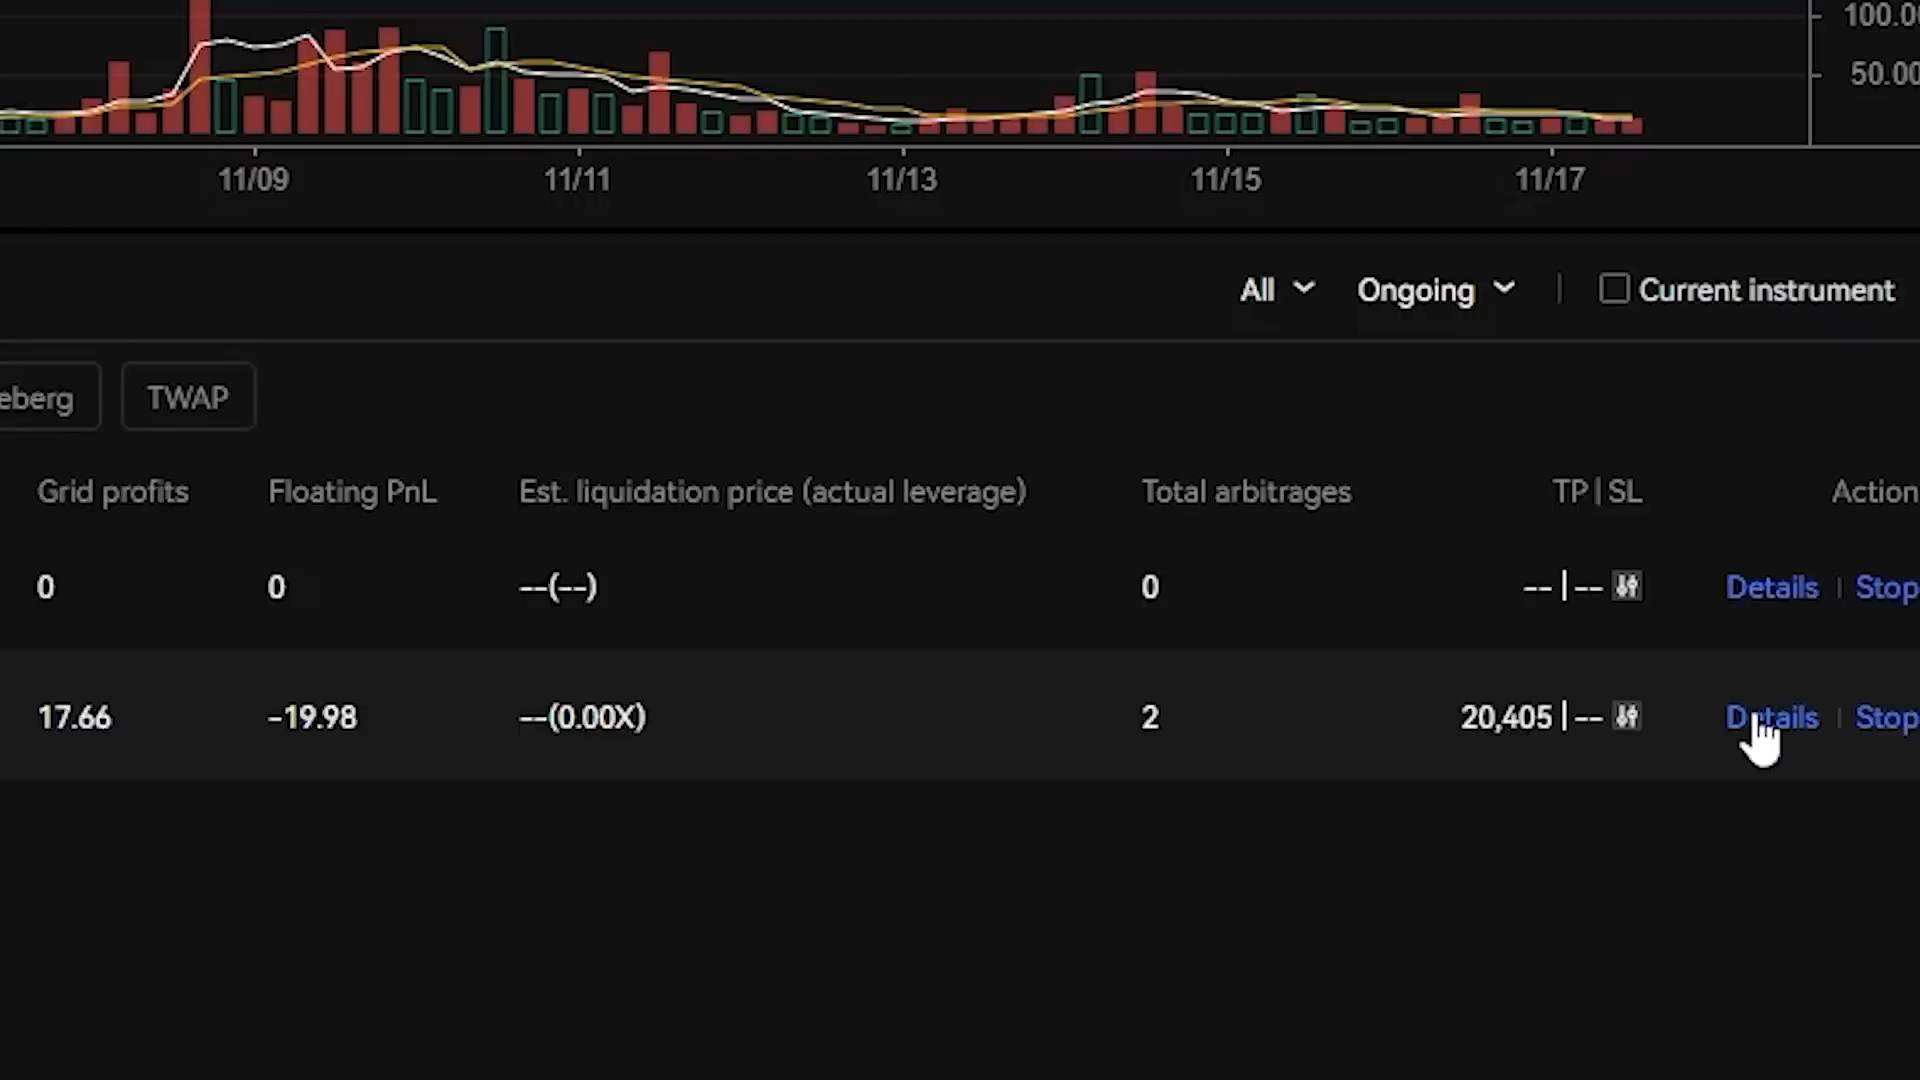 100.0
50.00
11/09 11/11 11/13 11/15 11/17
All Ongoing Current instrument
eberg TWAP
Grid profits Floating PnL Est. liquidation price (actual leverage) Total arbitrages TP | SL Action
0 0 --(--) 0 -- | -- Details | Stop
17.66 -19.98 --(0.00X) 2 20,405 | -- Details | Stop